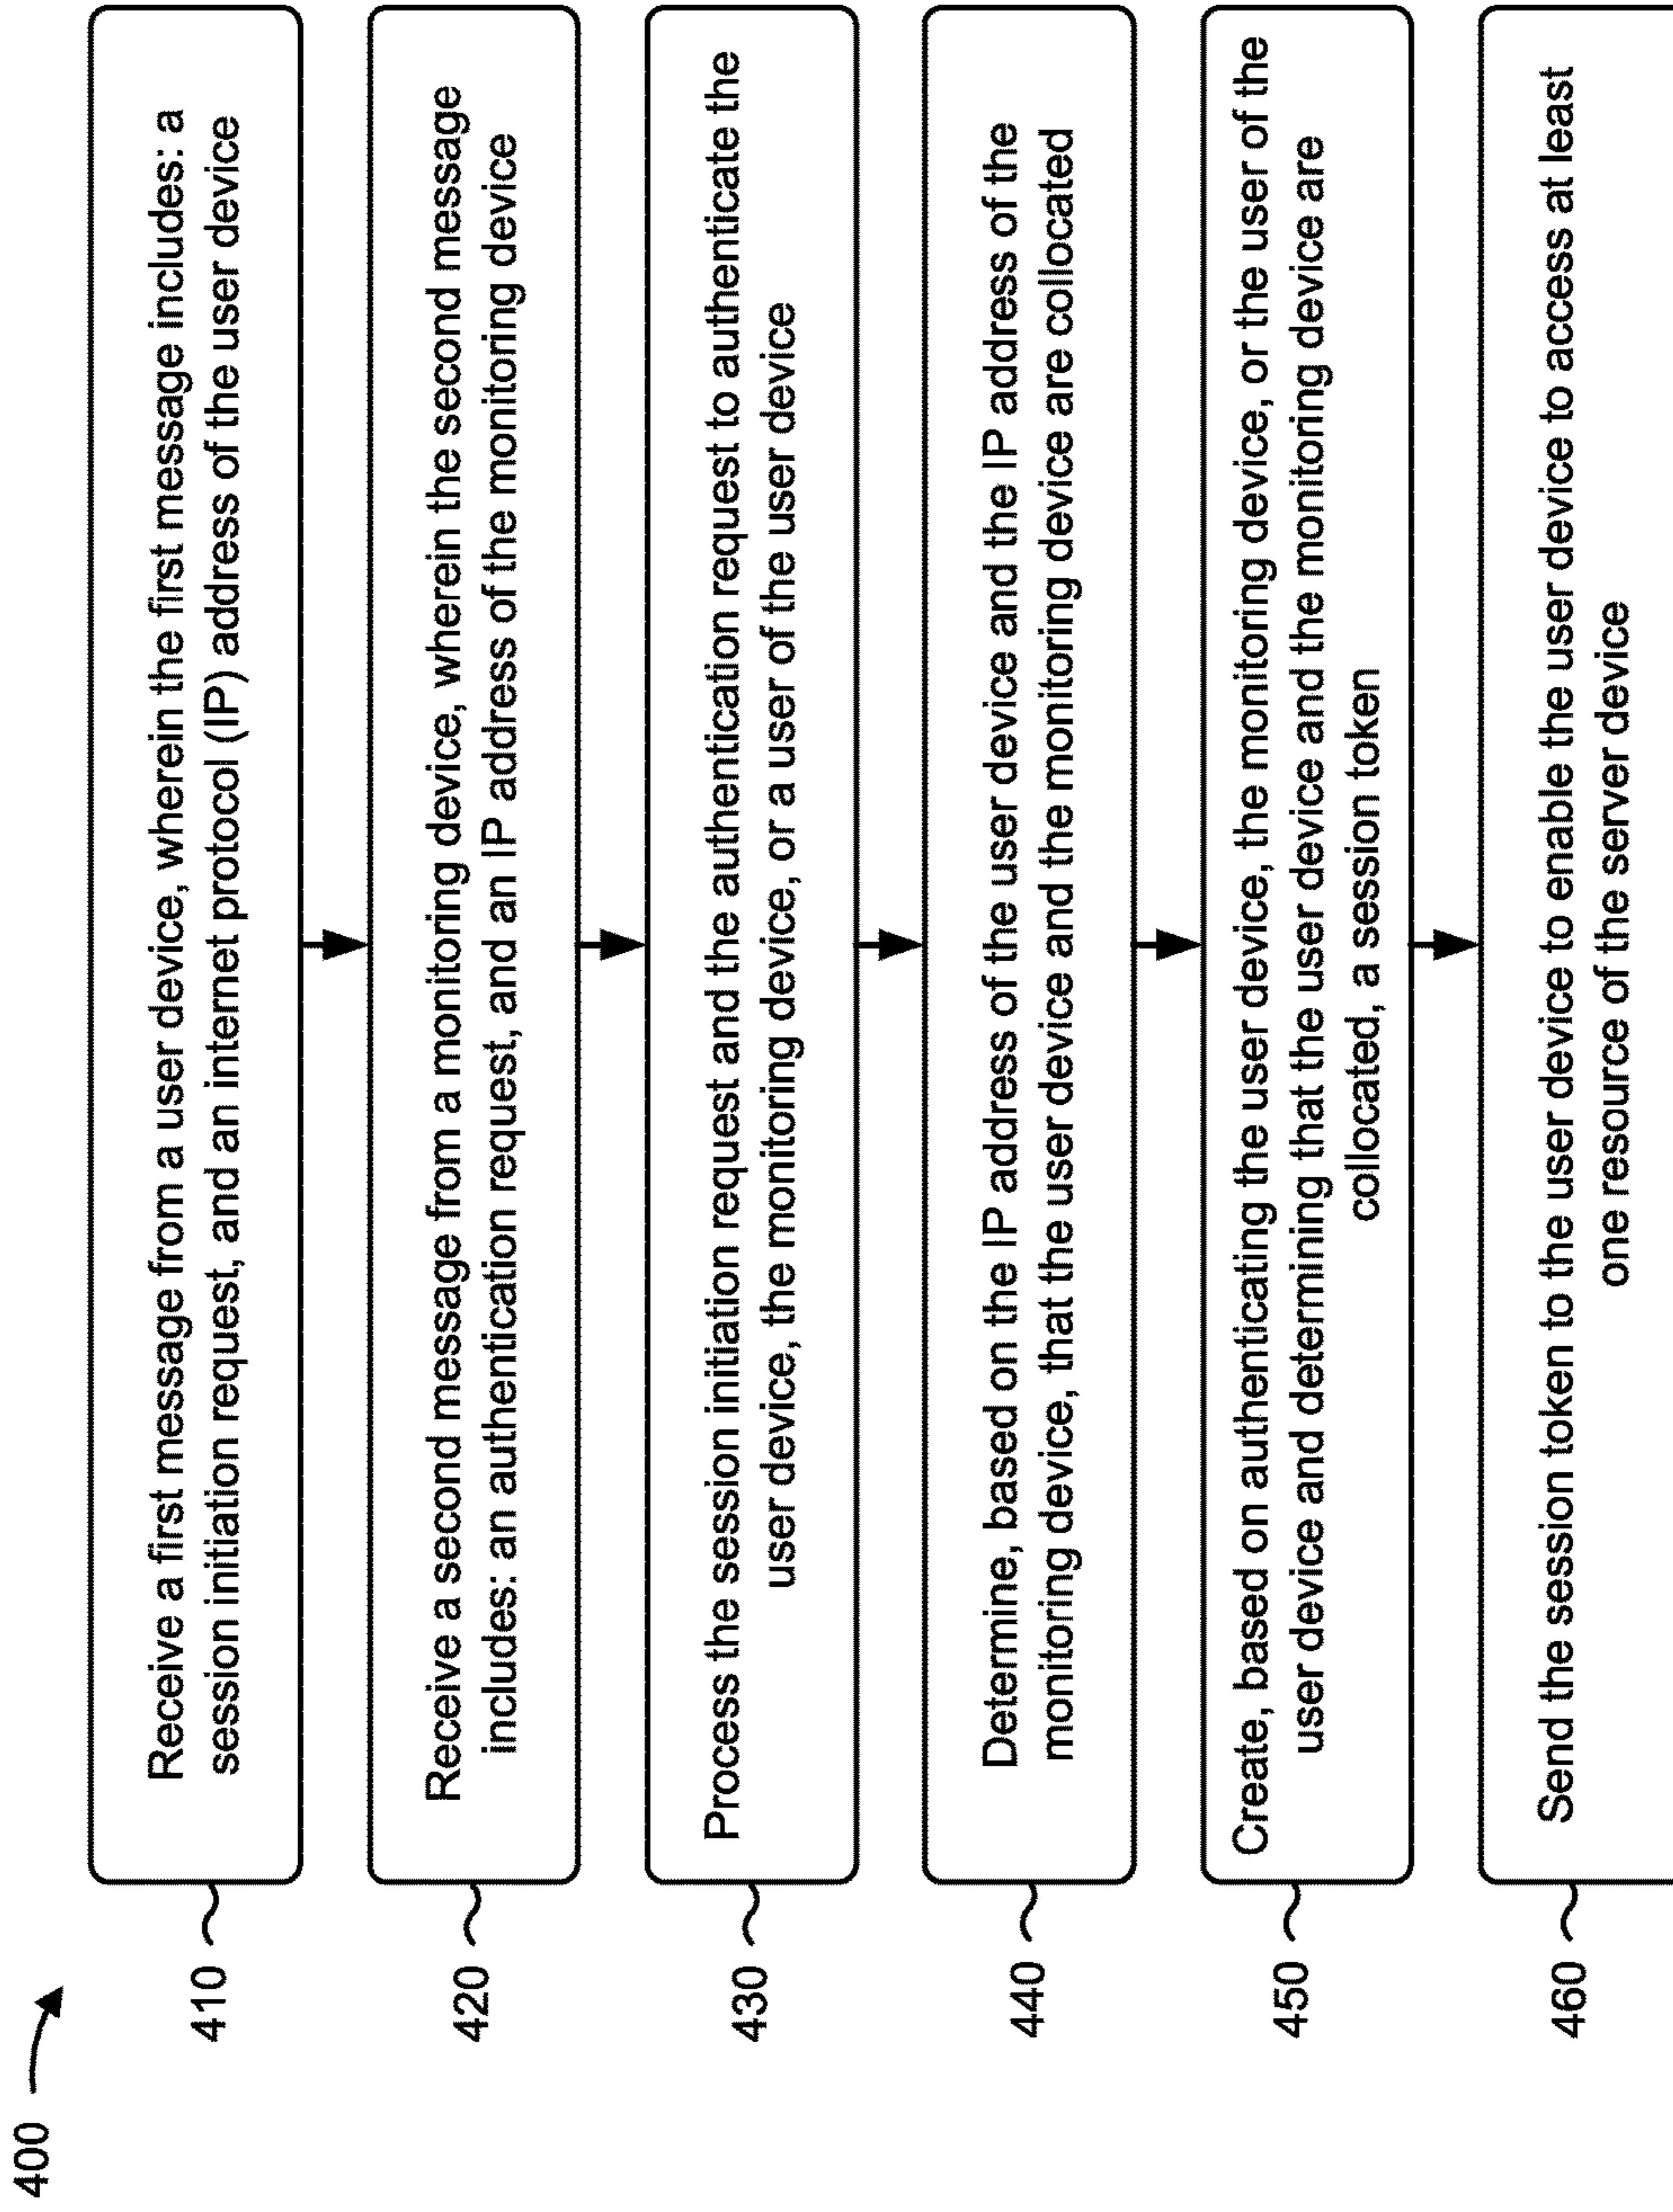 400
410
Receive a first message from a user device, wherein the first message includes: a
session initiation request, and an internet protocol (IP) address of the user device
420
Receive a second message from a monitoring device, wherein the second message
includes: an authentication request, and an IP address of the monitoring device
430
Process the session initiation request and the authentication request to authenticate the
user device, the monitoring device, or a user of the user device
440
Determine, based on the IP address of the user device and the IP address of the
monitoring device, that the user device and the monitoring device are collocated
450
Create, based on authenticating the user device, the monitoring device, or the user of the
user device and determining that the user device and the monitoring device are
collocated, a session token
460
Send the session token to the user device to enable the user device to access at least
one resource of the server device